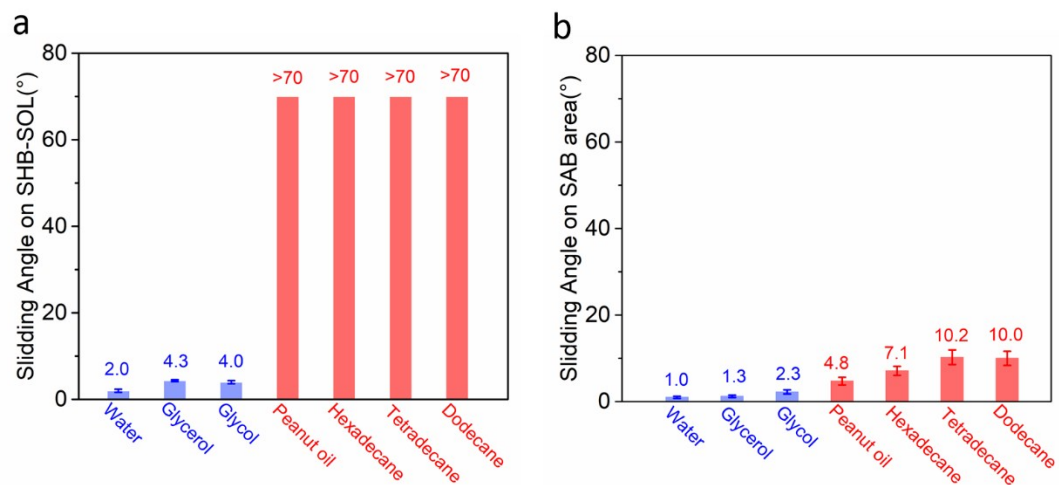 a
Slidding Angle on SHB-SOL(°)
80
60
40
20
0
2.0
4.3
4.0
>70
>70
>70
>70
Water
Glycerol
Glycol
Peanut oil
Hexadecane
Tetradecane
Dodecane
b
Slidding Angle on SAB area(°)
80
60
40
20
0
1.0
1.3
2.3
4.8
7.1
10.2
10.0
Water
Glycerol
Glycol
Peanut oil
Hexadecane
Tetradecane
Dodecane